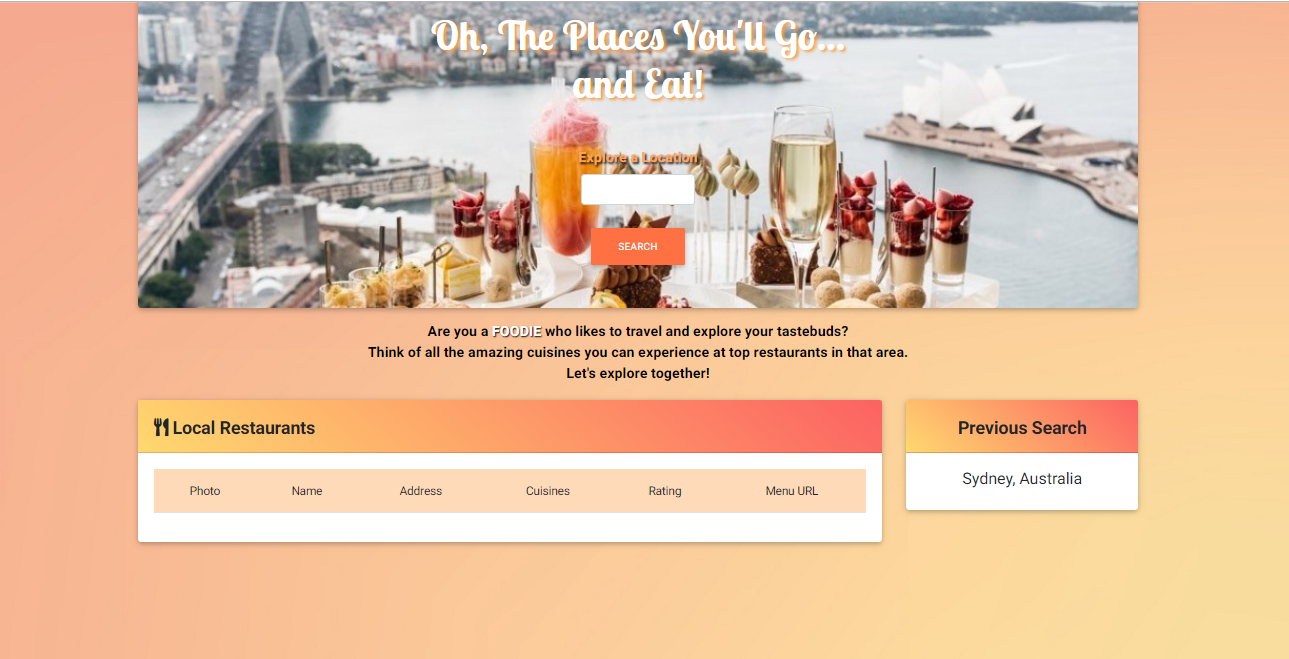 Oh, The Places You'll Go...
and Eat!
Explore a Location
SEARCH
Are you a FOODIE who likes to travel and explore your tastebuds?
Think of all the amazing cuisines you can experience at top restaurants in that area.
Let's explore together!
Local Restaurants
Previous Search
Photo Name Address Cuisines Rating Menu URL
Sydney, Australia